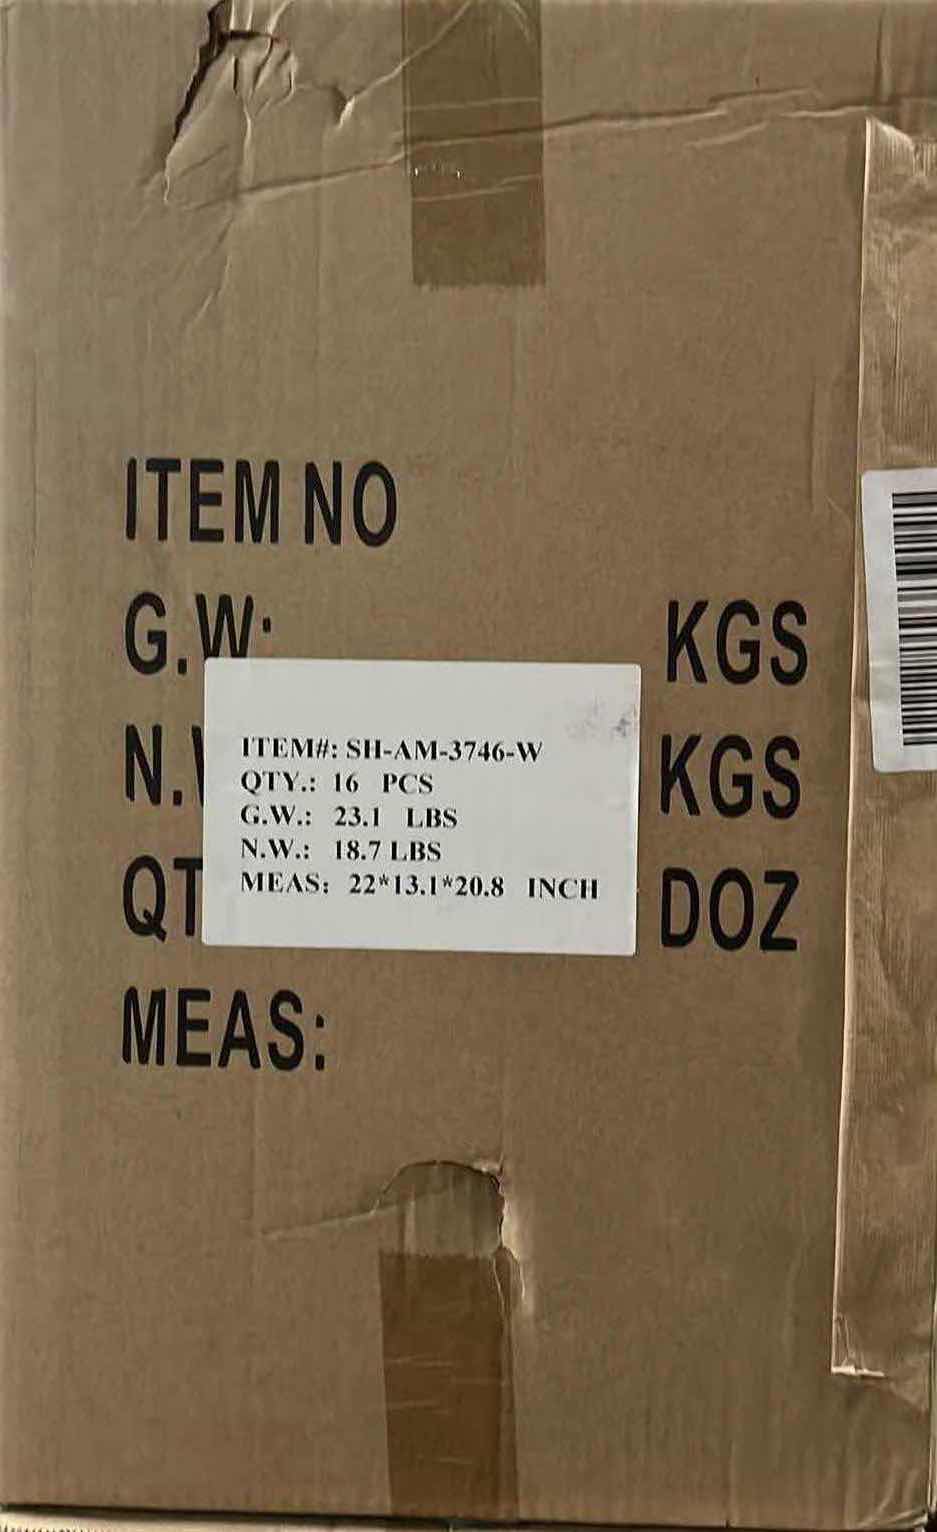 ITEM NO
G.W: KGS
N. KGS
QT DOZ
MEAS:
ITEM#: SH-AM-3746-W
QTY.: 16 PCS
G.W.: 23.1 LBS
N.W.: 18.7 LBS
MEAS: 22*13.1*20.8 INCH